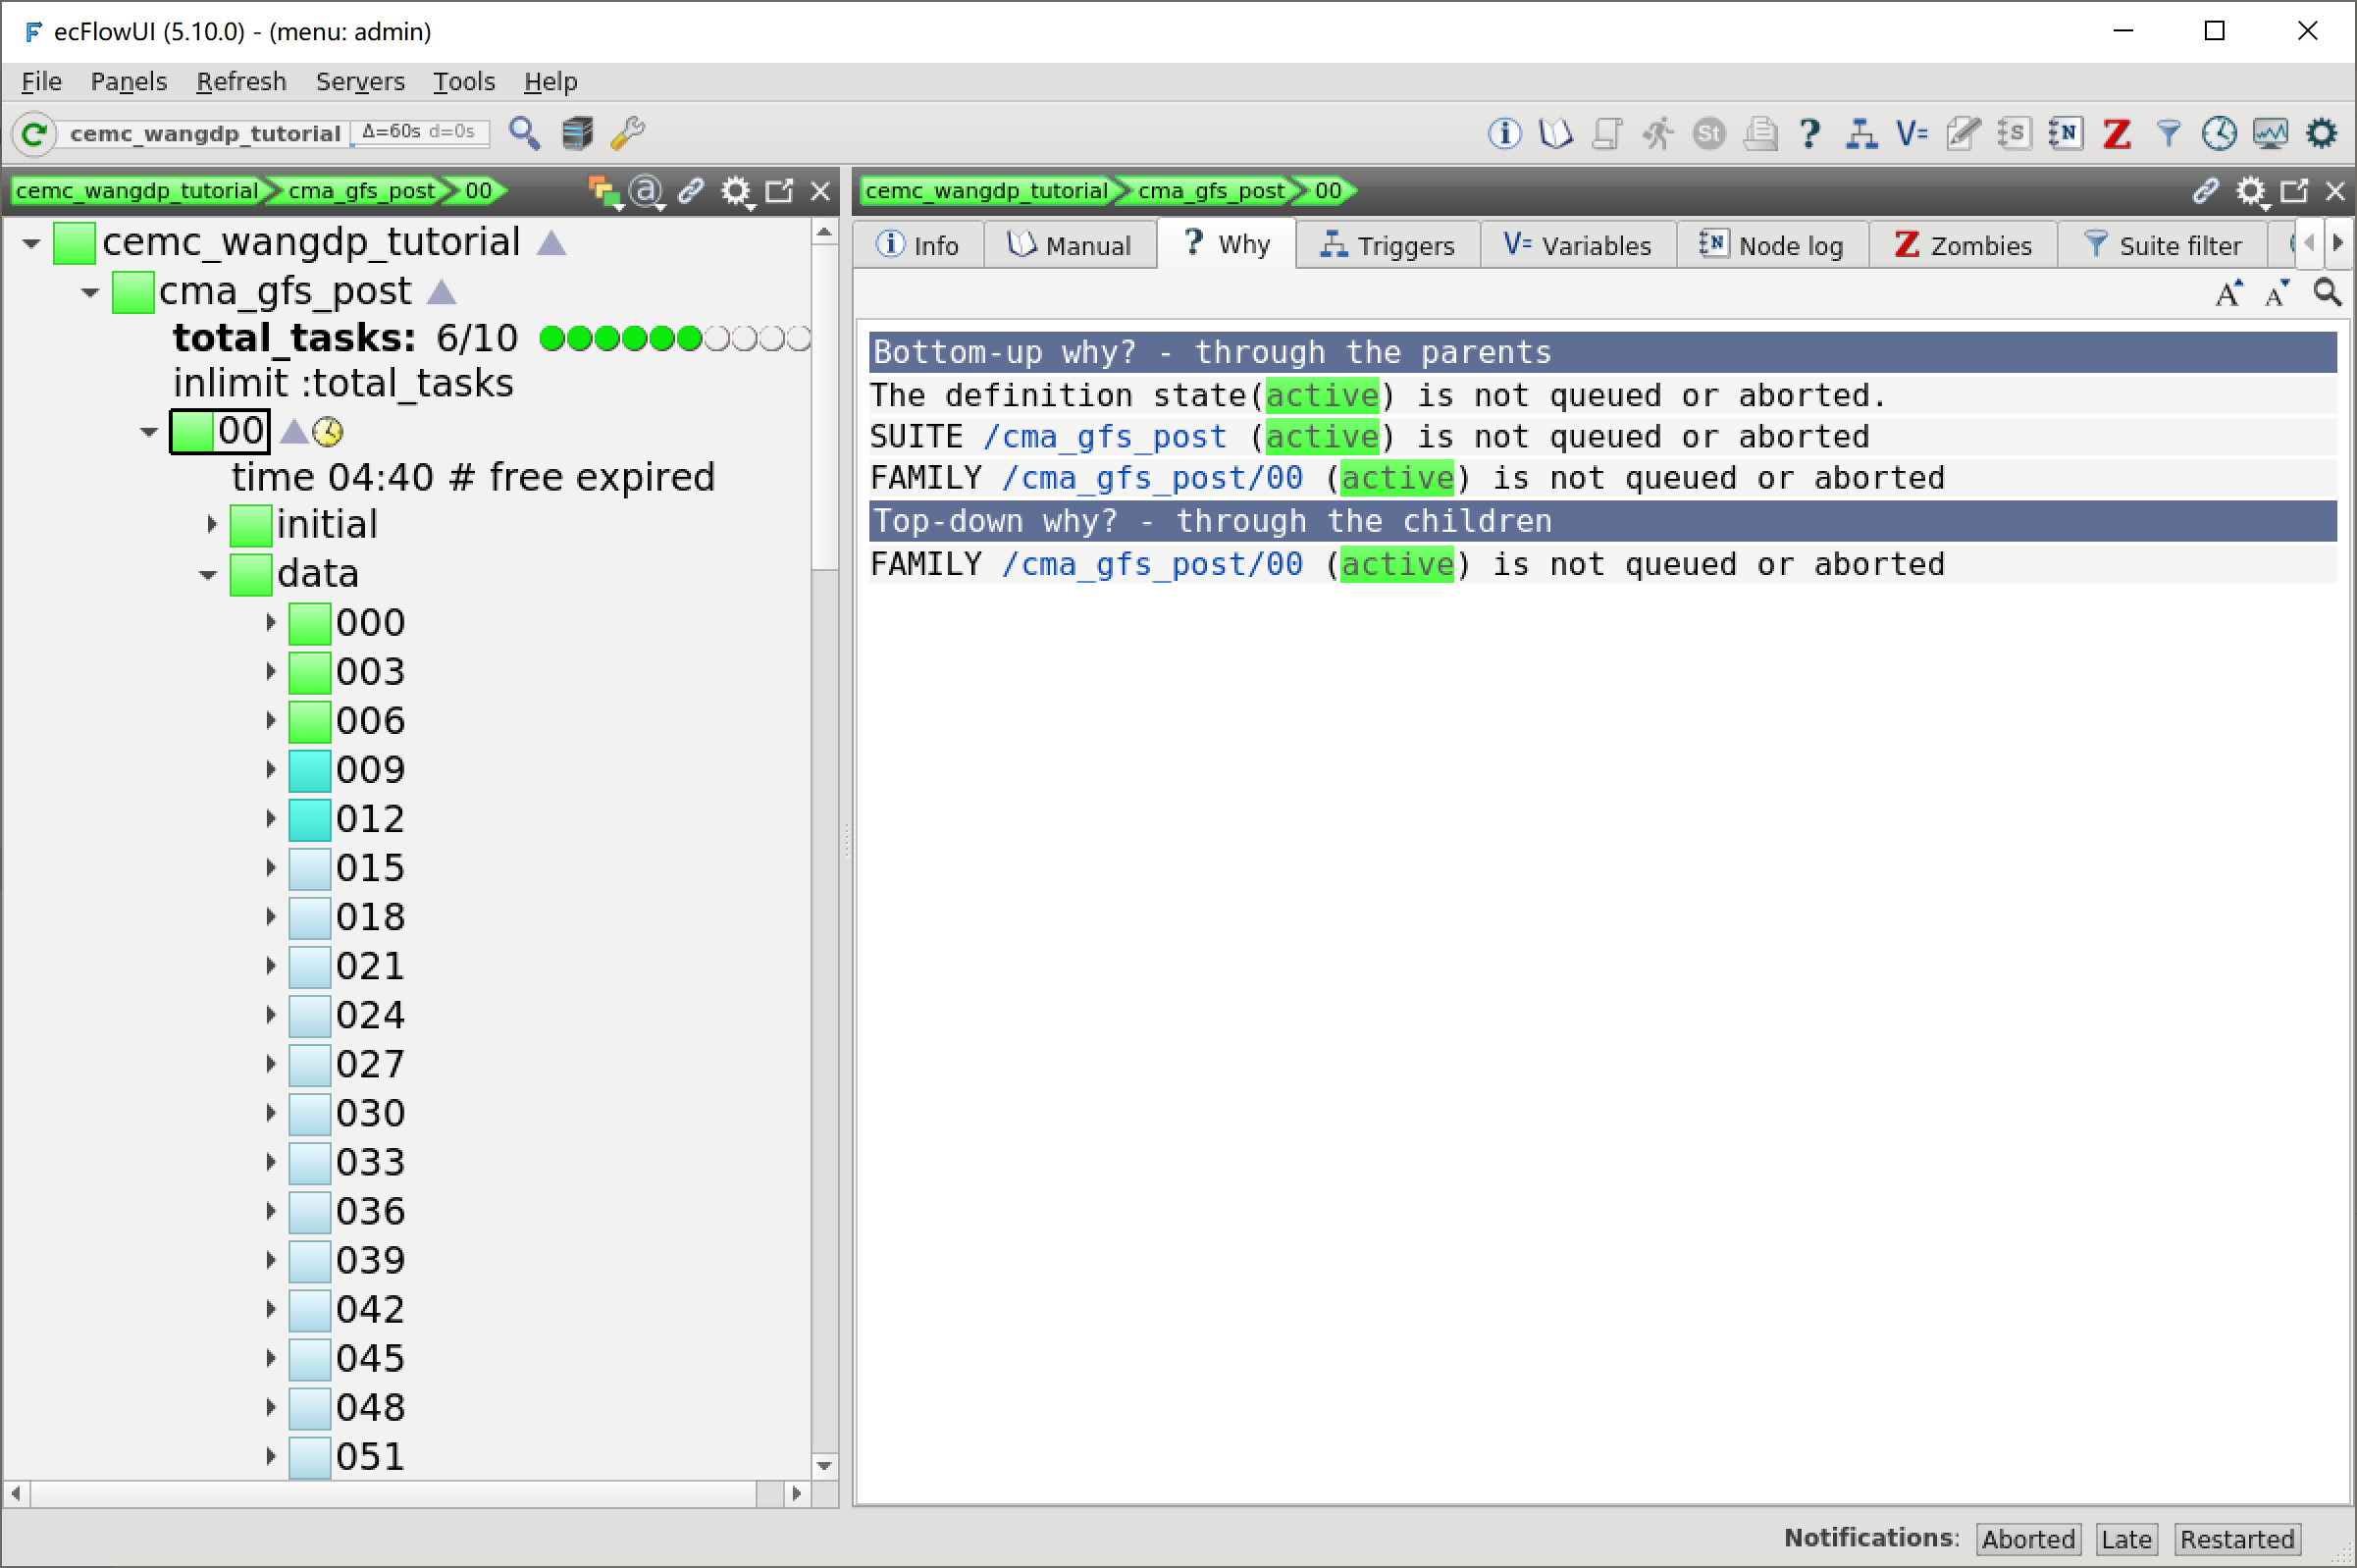 ecFlowUI (5.10.0) - (menu: admin)
File Panels Refresh Servers Tools Help
cemc_wangdp_tutorial Δ=60s d=0s
St V= S N Z
cemc_wangdp_tutorial cma_gfs_post 00
cemc_wangdp_tutorial
cma_gfs_post
total_tasks: 6/10
inlimit :total_tasks
00
time 04:40 # free expired
initial
data
000
003
006
009
012
015
018
021
024
027
030
033
036
039
042
045
048
051
cemc_wangdp_tutorial cma_gfs_post 00
Info Manual ? Why Triggers V= Variables N Node log Z Zombies Suite filter
A A
Bottom-up why? - through the parents
The definition state(active) is not queued or aborted.
SUITE /cma_gfs_post (active) is not queued or aborted
FAMILY /cma_gfs_post/00 (active) is not queued or aborted
Top-down why? - through the children
FAMILY /cma_gfs_post/00 (active) is not queued or aborted
Notifications: Aborted Late Restarted